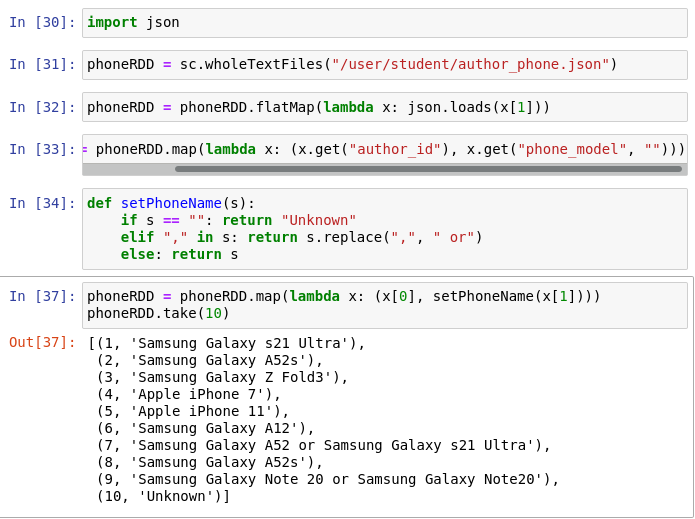 In [30]: import json
In [31]: phoneRDD = sc.wholeTextFiles("/user/student/author_phone.json")
In [32]: phoneRDD = phoneRDD.flatMap(lambda x: json.loads(x[1]))
In [33]: = phoneRDD.map(lambda x: (x.get("author_id"), x.get("phone_model", "")))
In [34]: def setPhoneName(s):
    if s == "": return "Unknown"
    elif "," in s: return s.replace(",", " or")
    else: return s
In [37]: phoneRDD = phoneRDD.map(lambda x: (x[0], setPhoneName(x[1])))
phoneRDD.take(10)
Out[37]: [(1, 'Samsung Galaxy s21 Ultra'),
 (2, 'Samsung Galaxy A52s'),
 (3, 'Samsung Galaxy Z Fold3'),
 (4, 'Apple iPhone 7'),
 (5, 'Apple iPhone 11'),
 (6, 'Samsung Galaxy A12'),
 (7, 'Samsung Galaxy A52 or Samsung Galaxy s21 Ultra'),
 (8, 'Samsung Galaxy A52s'),
 (9, 'Samsung Galaxy Note 20 or Samsung Galaxy Note20'),
 (10, 'Unknown')]